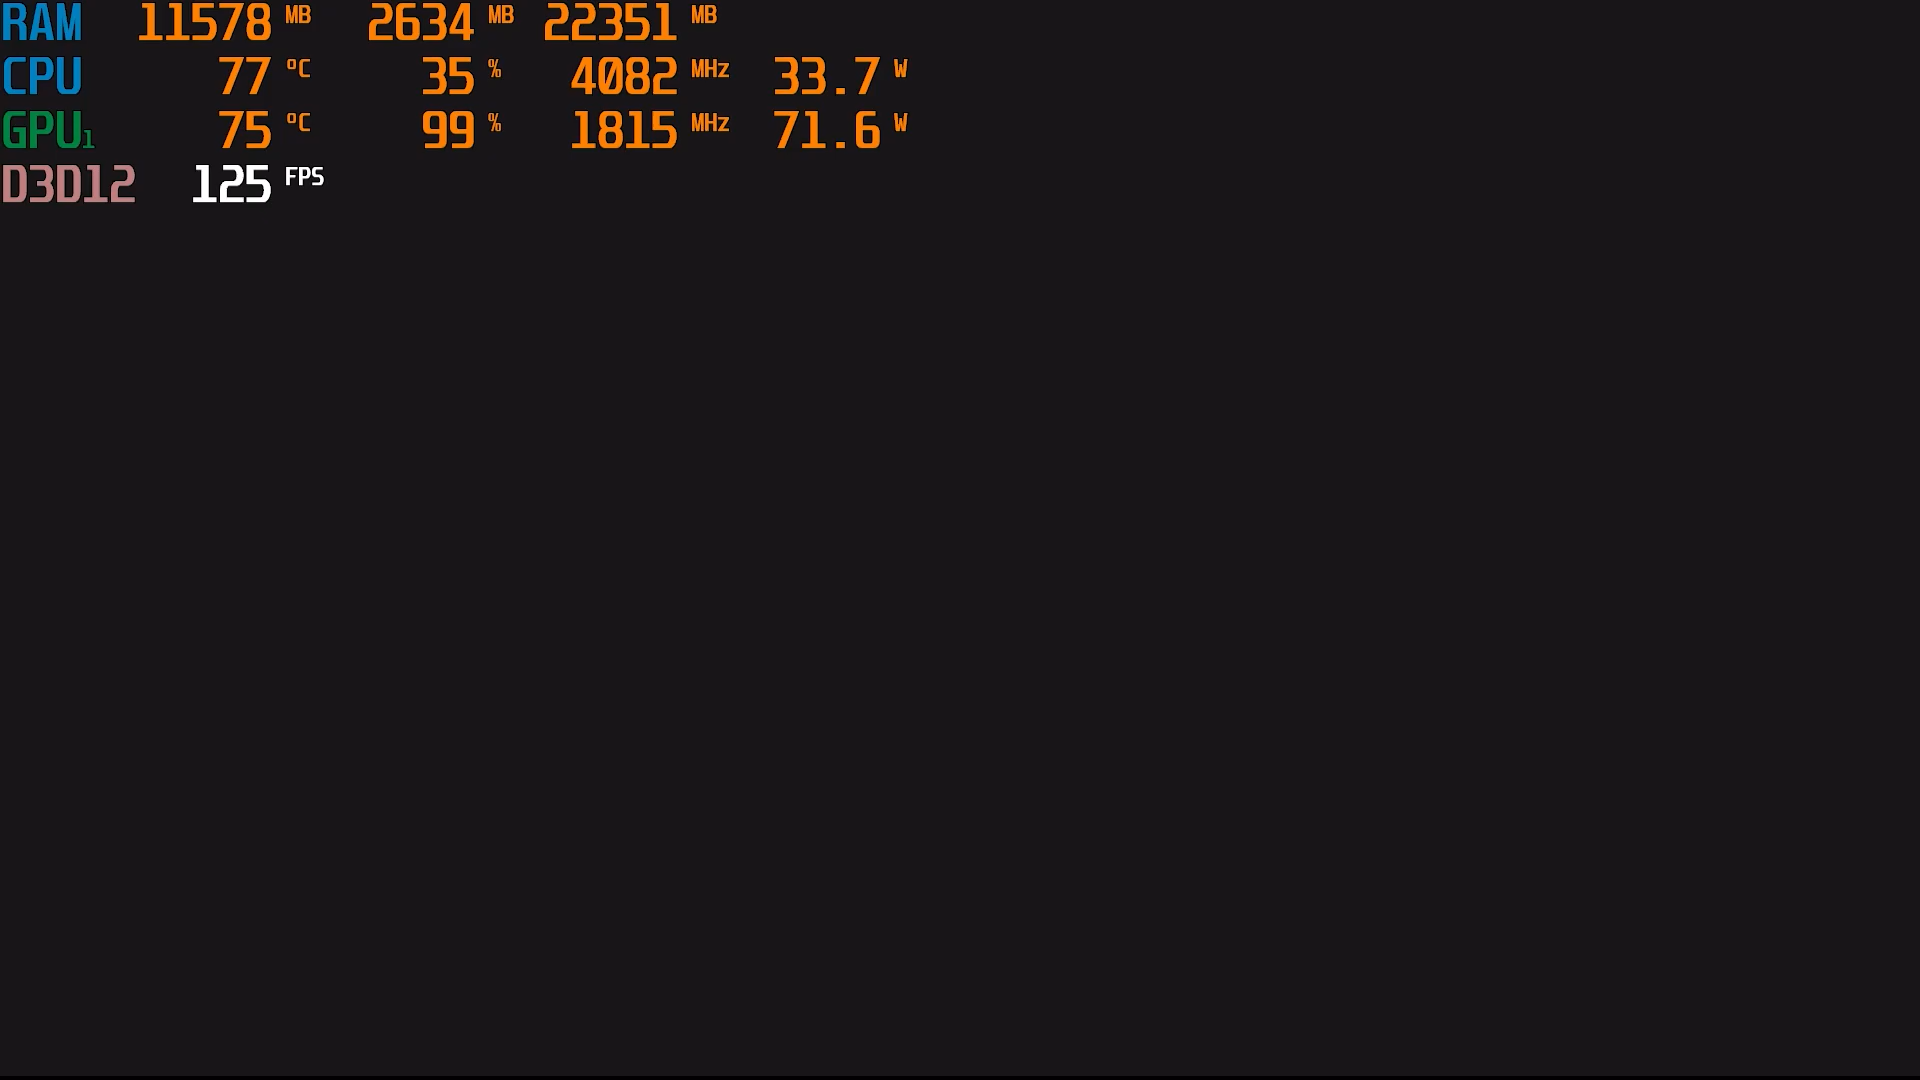 RAM 11578 MB 2634 MB 22351 MB
CPU 77 °C 35 % 4082 MHz 33.7 W
GPU1 75 °C 99 % 1815 MHz 71.6 W
D3D12 125 FPS